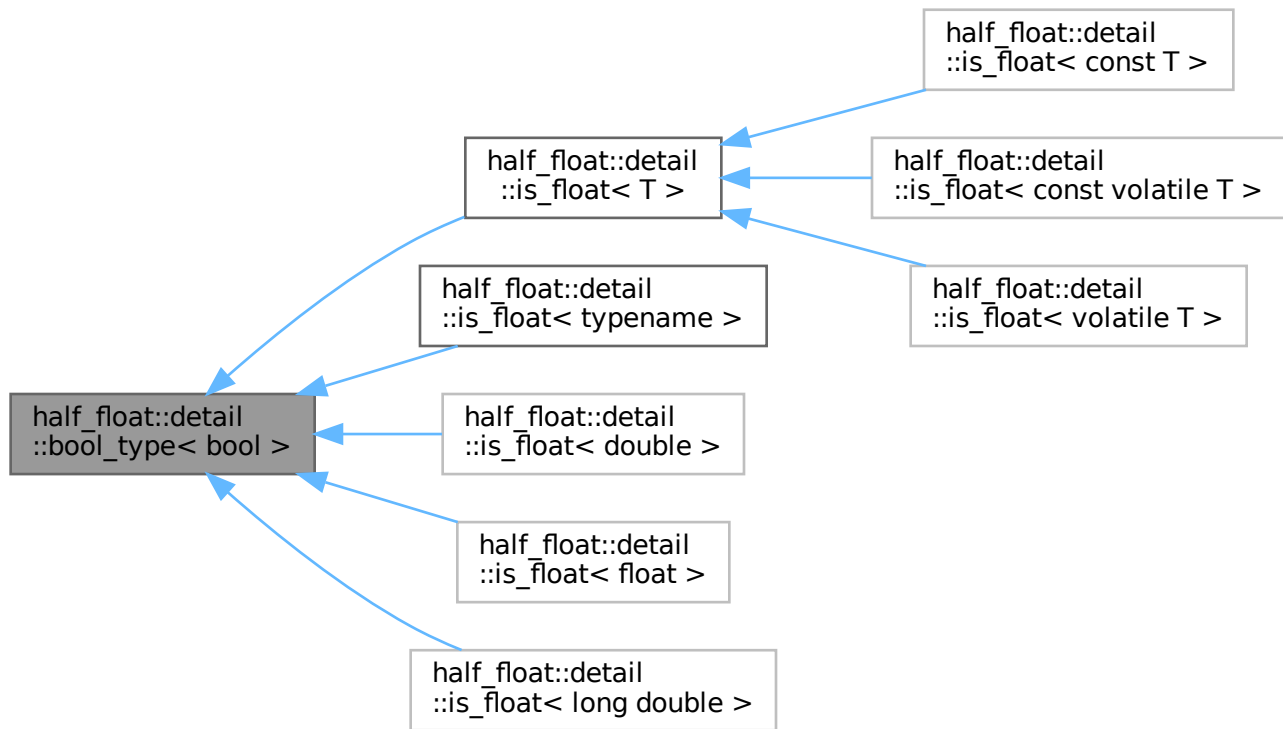 half_float::detail
::is_float< const T >
half_float::detail
::is_float< T >
half_float::detail
::is_float< const volatile T >
half_float::detail
::is_float< volatile T >
half_float::detail
::is_float< typename >
half_float::detail
::bool_type< bool >
half_float::detail
::is_float< double >
half_float::detail
::is_float< float >
half_float::detail
::is_float< long double >